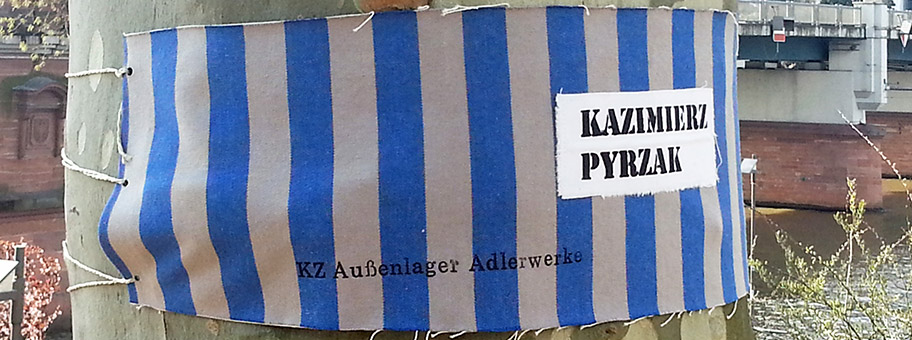 KAZIMIERZ
PYRZAK
KZ Außenlager Adlerwerke